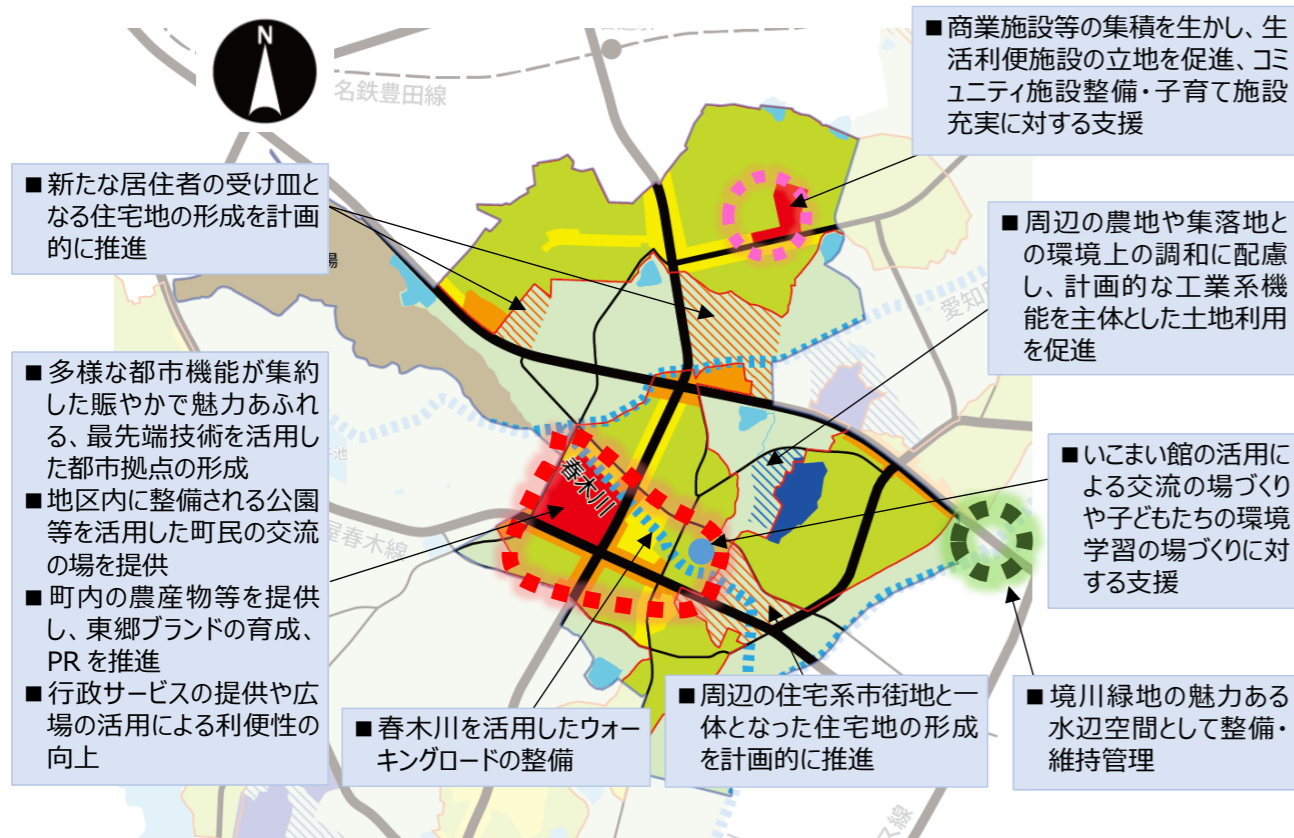 N
名鉄豊田線
■商業施設等の集積を生かし、生
活利便施設の立地を促進、コミ
ュニティ施設整備・子育て施設
充実に対する支援
■新たな居住者の受け皿と
なる住宅地の形成を計画
的に推進
場
■周辺の農地や集落地と
の環境上の調和に配慮
し、計画的な工業系機
能を主体とした土地利用
を促進
愛知
■多様な都市機能が集約
した賑やかで魅力あふれ
る、最先端技術を活用し
た都市拠点の形成
■地区内に整備される公園
等を活用した町民の交流
の場を提供
■町内の農産物等を提供
し、東郷ブランドの育成、
PRを推進
■行政サービスの提供や広
場の活用による利便性の
向上
池
春木川
屋春木線
■いこまい館の活用に
よる交流の場づくり
や子どもたちの環境
学習の場づくりに対
する支援
■春木川を活用したウォー
キングロードの整備
■周辺の住宅系市街地と一
体となった住宅地の形成
を計画的に推進
■境川緑地の魅力ある
水辺空間として整備・
維持管理
ス線